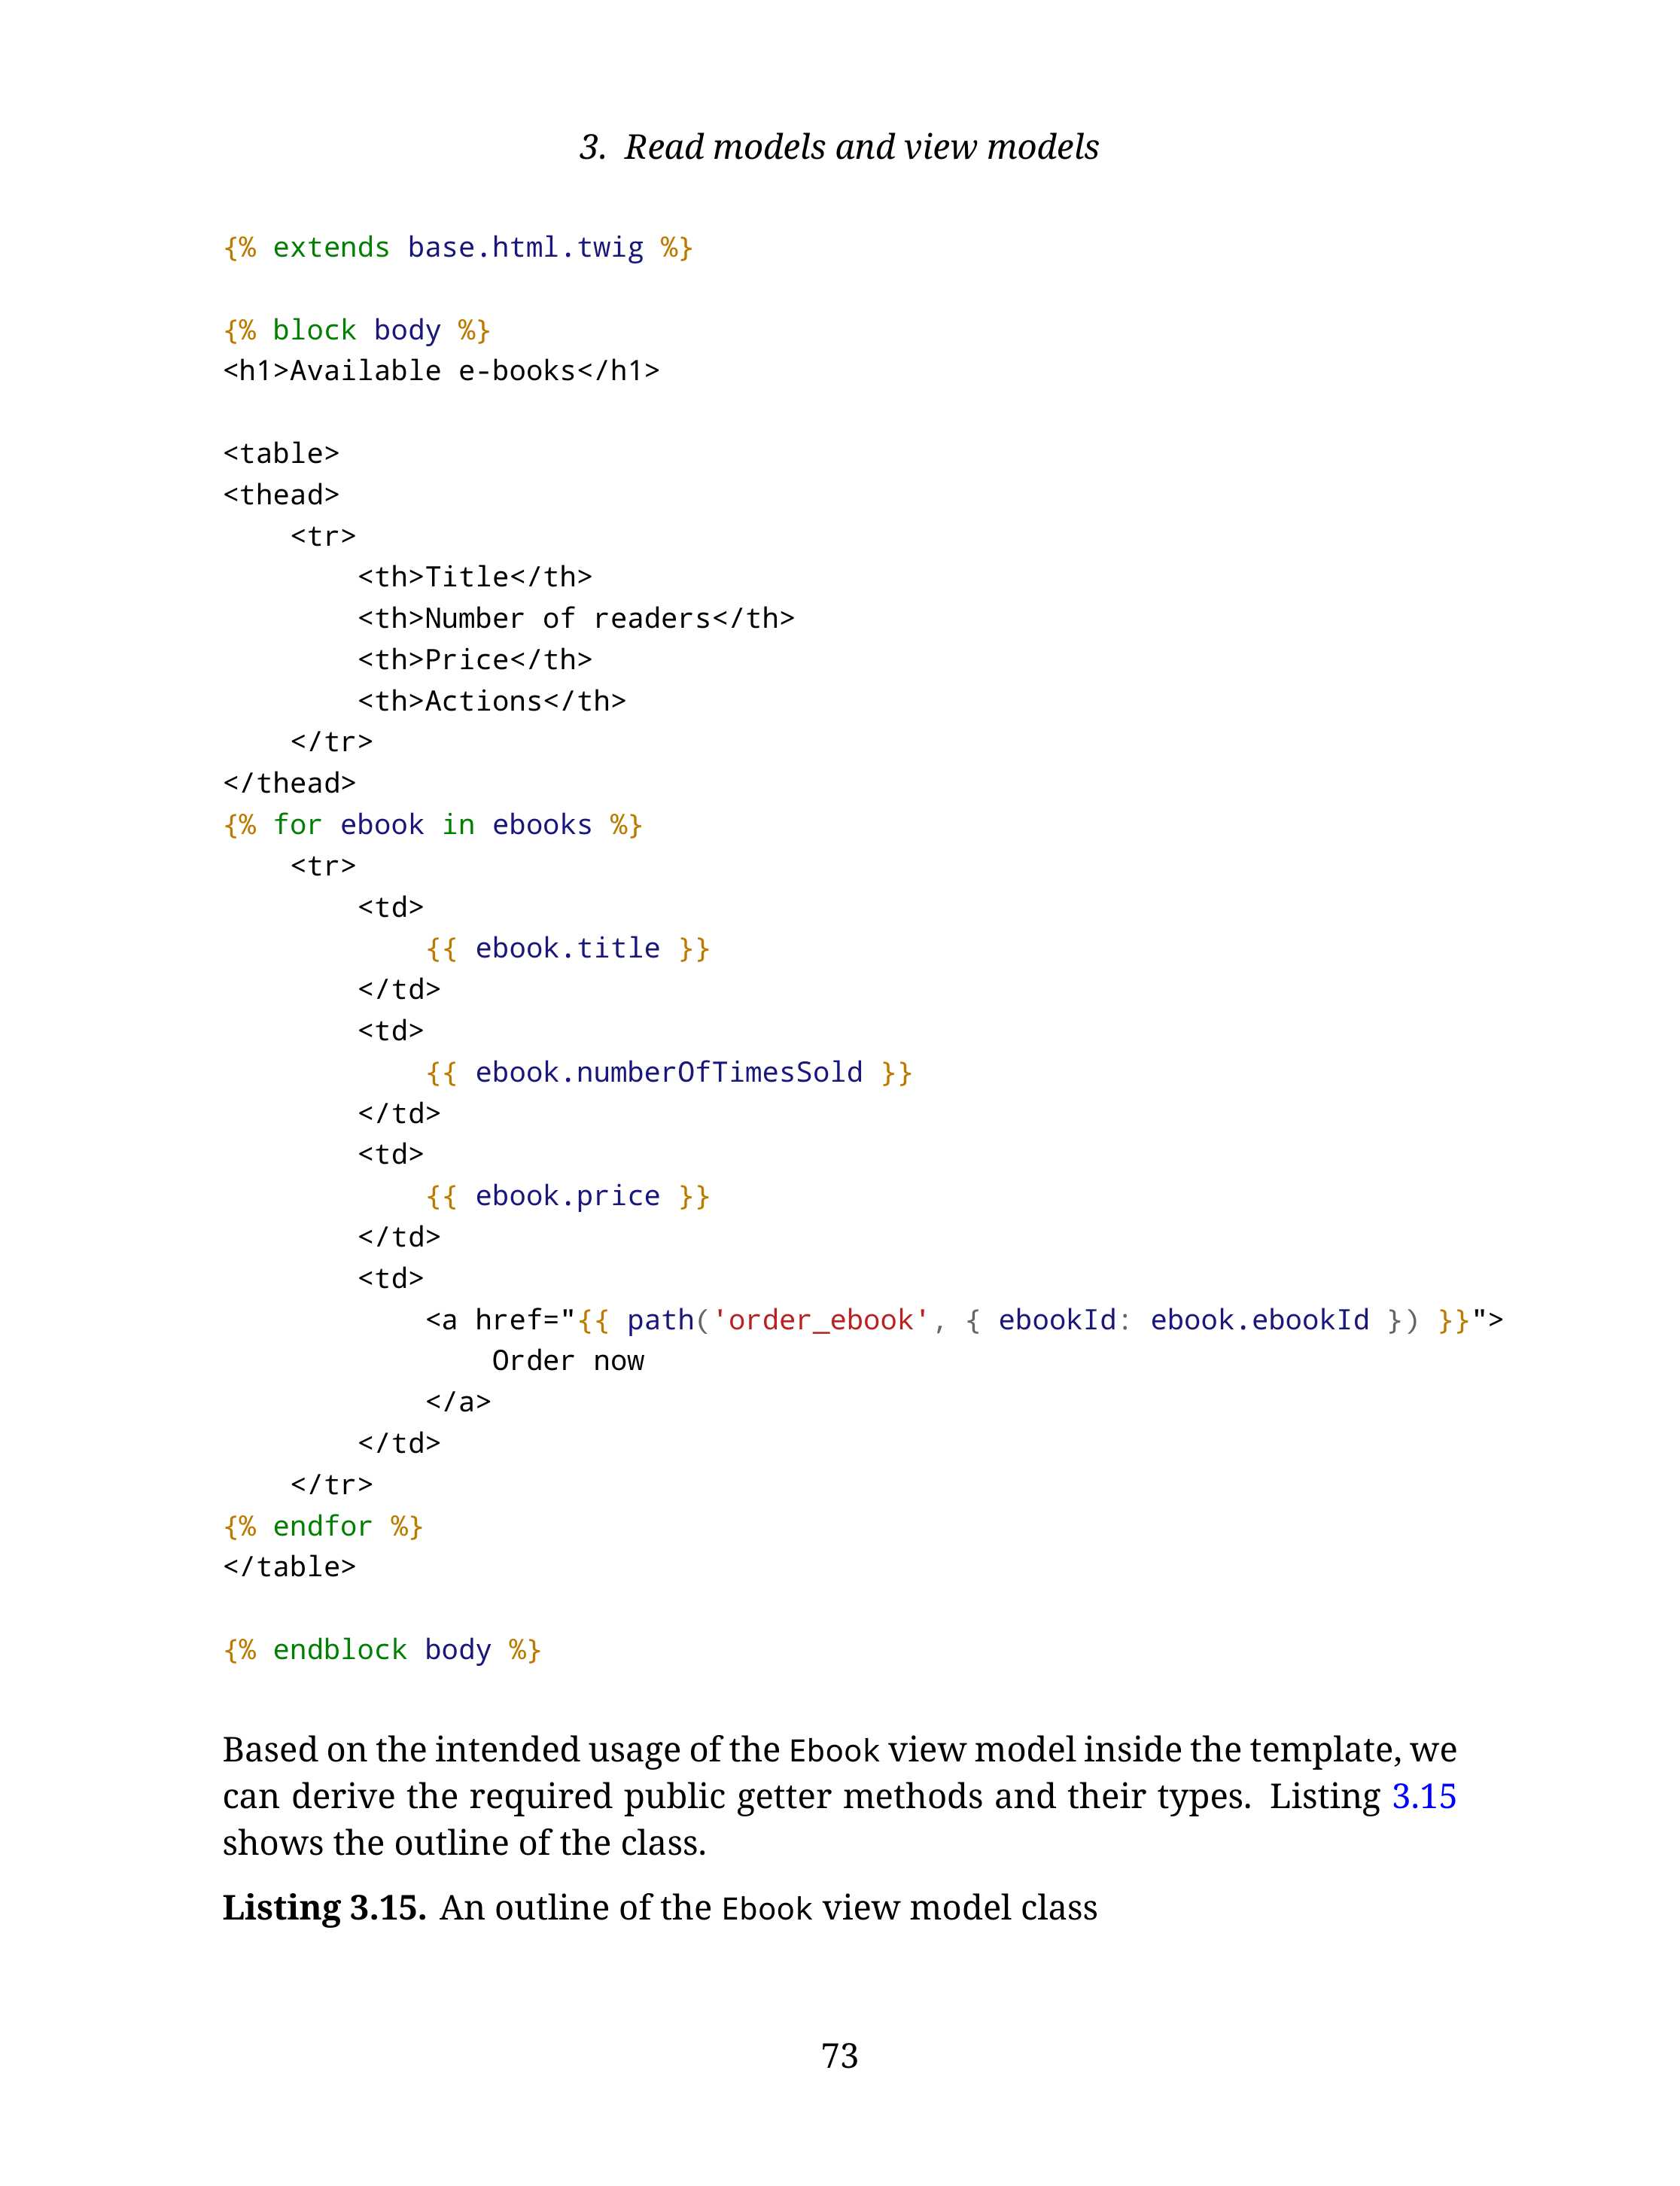 3. Read models and view models
{% extends base.html.twig %}
{% block body %}
<h1>Available e-books</h1>
<table>
<thead>
    <tr>
        <th>Title</th>
        <th>Number of readers</th>
        <th>Price</th>
        <th>Actions</th>
    </tr>
</thead>
{% for ebook in ebooks %}
    <tr>
        <td>
            {{ ebook.title }}
        </td>
        <td>
            {{ ebook.numberOfTimesSold }}
        </td>
        <td>
            {{ ebook.price }}
        </td>
        <td>
            <a href="{{ path('order_ebook', { ebookId: ebook.ebookId }) }}">
                Order now
            </a>
        </td>
    </tr>
{% endfor %}
</table>
{% endblock body %}
Based on the intended usage of the Ebook view model inside the template, we
can derive the required public getter methods and their types. Listing 3.15
shows the outline of the class.
Listing 3.15. An outline of the Ebook view model class
73